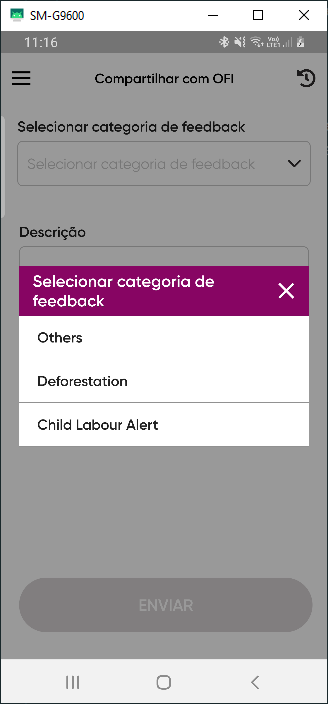 SM-G9600
11:16
Compartilhar com OFI
Selecionar categoria de feedback
Selecionar categoria de feedback
Descrição
Selecionar categoria de
feedback
Others
Deforestation
Child Labour Alert
ENVIAR